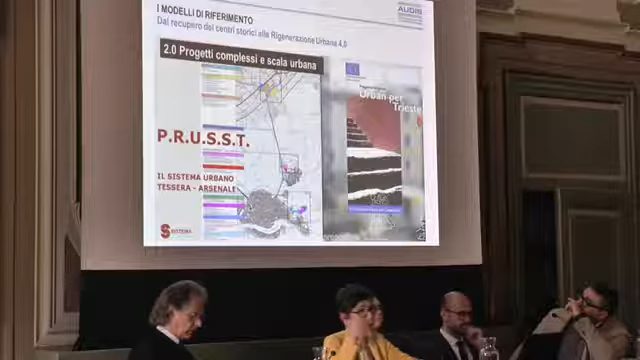 I MODELLI DI RIFERIMENTO
Dal recupero dei centri storici alla Rigenerazione Urbana 4.0
AUDIS
2.0 Progetti complessi e scala urbana
P.R.U.S.S.T.
IL SISTEMA URBANO
TESSERA - ARSENALE
SISTEMA
Urban per
Trieste